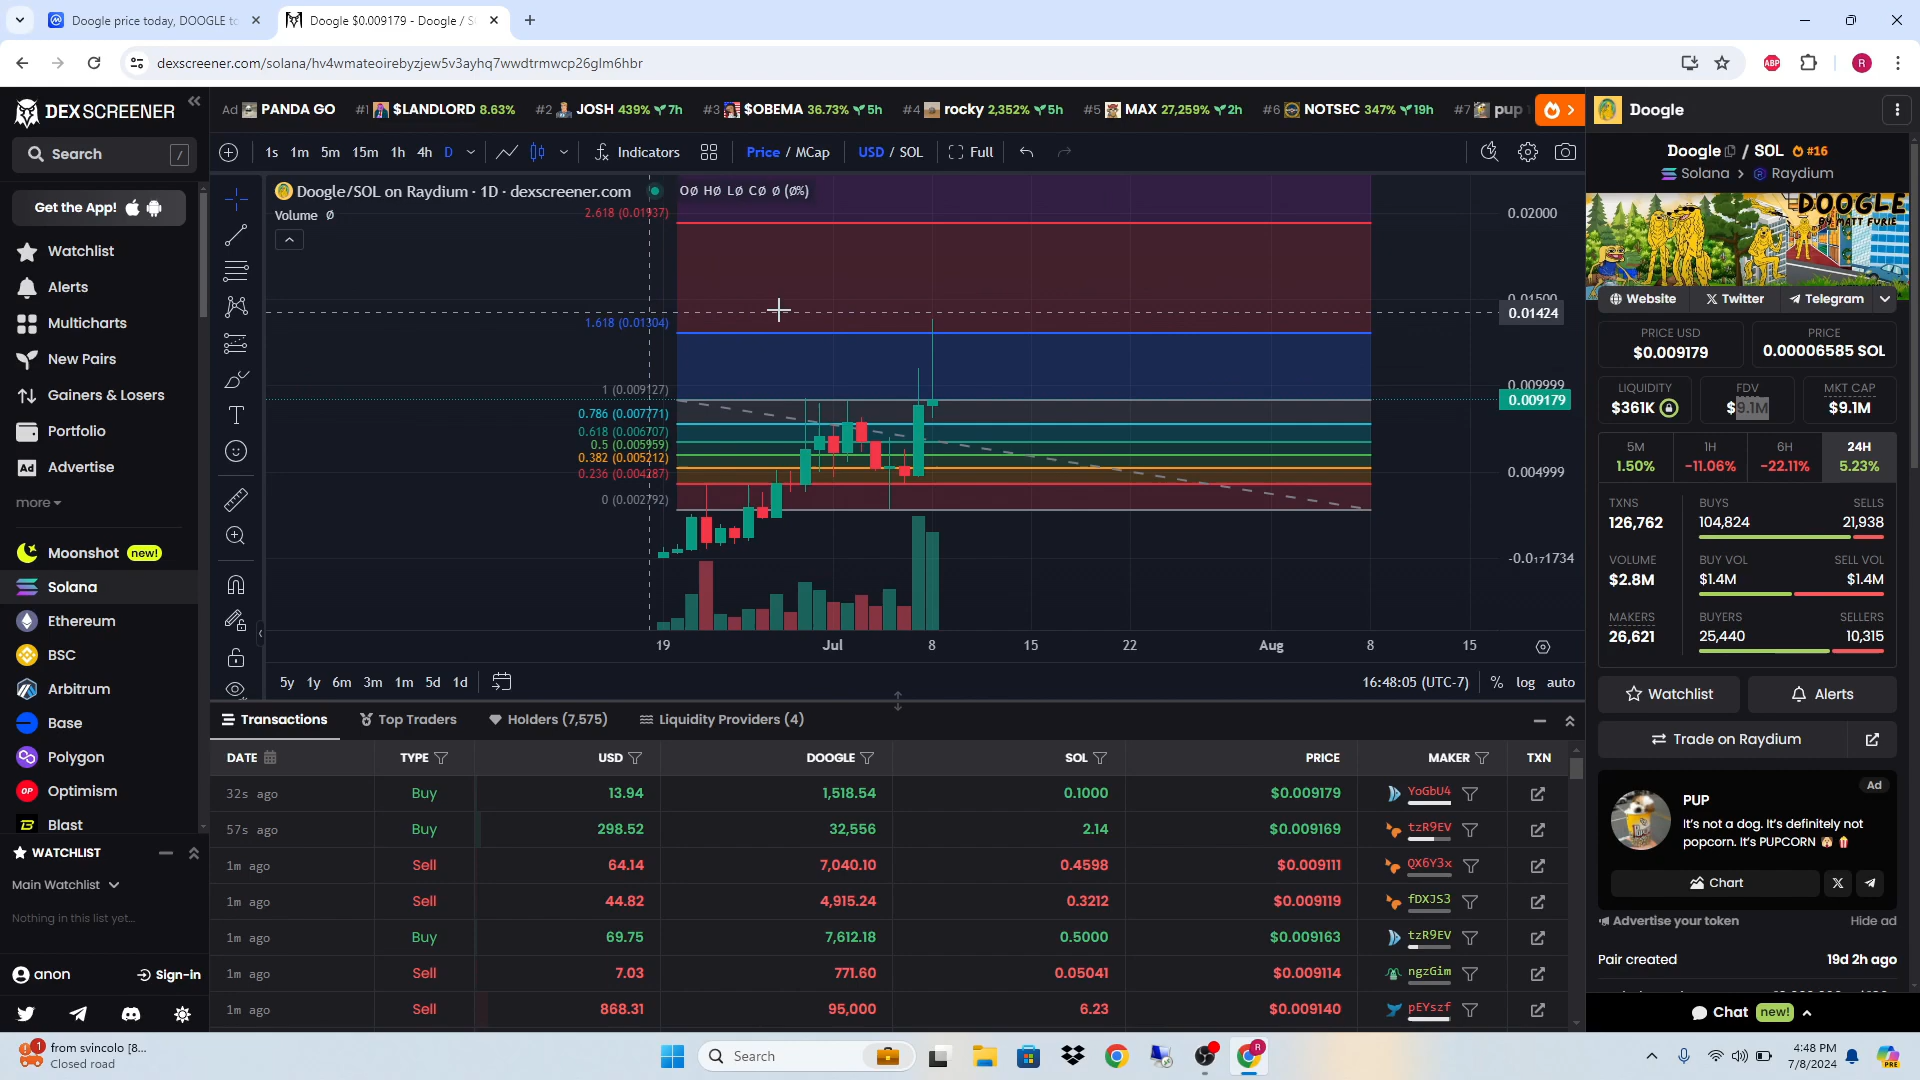 Doogle price today, DOOGLE to
Doogle $0.009179 - Doogle / S
dexscreener.com/solana/hv4wmateoirebyzjew5v3ayhq7wwdtrmwcp26glm6hbr
ABP
R
DEX SCREENER
Search /
Get the App!
Watchlist
Alerts
Multicharts
New Pairs
Gainers & Losers
Portfolio
Ad Advertise
more
Moonshot new!
Solana
Ethereum
BSC
Arbitrum
Base
Polygon
OP Optimism
Blast
WATCHLIST
Main Watchlist
Nothing in this list yet...
anon Sign-in
Ad PANDA GO #1 $LANDLORD 8.63% #2 JOSH 439% 7h #3 $OBEMA 36.73% 5h #4 rocky 2,352% 5h #5 MAX 27,259% 2h #6 NOTSEC 347% 19h #7 pup
1s 1m 5m 15m 1h 4h D Indicators Price / MCap USD / SOL Full
Doogle/SOL on Raydium · 1D · dexscreener.com O∅ H∅ L∅ C∅ ∅ (∅%)
Volume ∅
2.618 (0.01937)
1.618 (0.01304)
1 (0.009127)
0.786 (0.007771)
0.618 (0.006707)
0.5 (0.005959)
0.382 (0.005212)
0.236 (0.004287)
0 (0.002792)
0.02000
0.01500
0.01424
0.009999
0.009179
0.004999
-0.0₁₇1734
19 Jul 8 15 22 Aug 8 15
5y 1y 6m 3m 1m 5d 1d 16:48:05 (UTC-7) % log auto
Transactions Top Traders Holders (7,575) Liquidity Providers (4)
DATE TYPE USD DOOGLE SOL PRICE MAKER TXN
32s ago Buy 13.94 1,518.54 0.1000 $0.009179 YoGbU4
57s ago Buy 298.52 32,556 2.14 $0.009169 tzR9EV
1m ago Sell 64.14 7,040.10 0.4598 $0.009111 QX6Y3x
1m ago Sell 44.82 4,915.24 0.3212 $0.009119 fDXJS3
1m ago Buy 69.75 7,612.18 0.5000 $0.009163 tzR9EV
1m ago Sell 7.03 771.60 0.05041 $0.009114 ngzGim
1m ago Sell 868.31 95,000 6.23 $0.009140 pEYszf
Doogle
Doogle / SOL #16
Solana > Raydium
DOOGLE
BY MATT FURIE
Website Twitter Telegram
PRICE USD PRICE
$0.009179 0.00006585 SOL
LIQUIDITY FDV MKT CAP
$361K $9.1M $9.1M
5M 1H 6H 24H
1.50% -11.06% -22.11% 5.23%
TXNS BUYS SELLS
126,762 104,824 21,938
VOLUME BUY VOL SELL VOL
$2.8M $1.4M $1.4M
MAKERS BUYERS SELLERS
26,621 25,440 10,315
Watchlist Alerts
Trade on Raydium
Ad
PUP
It's not a dog. It's definitely not
popcorn. It's PUPCORN
Chart
Advertise your token Hide ad
Pair created 19d 2h ago
Chat new!
1 from svincolo [8...
Closed road
Search
R
4:48 PM
7/8/2024
PRE